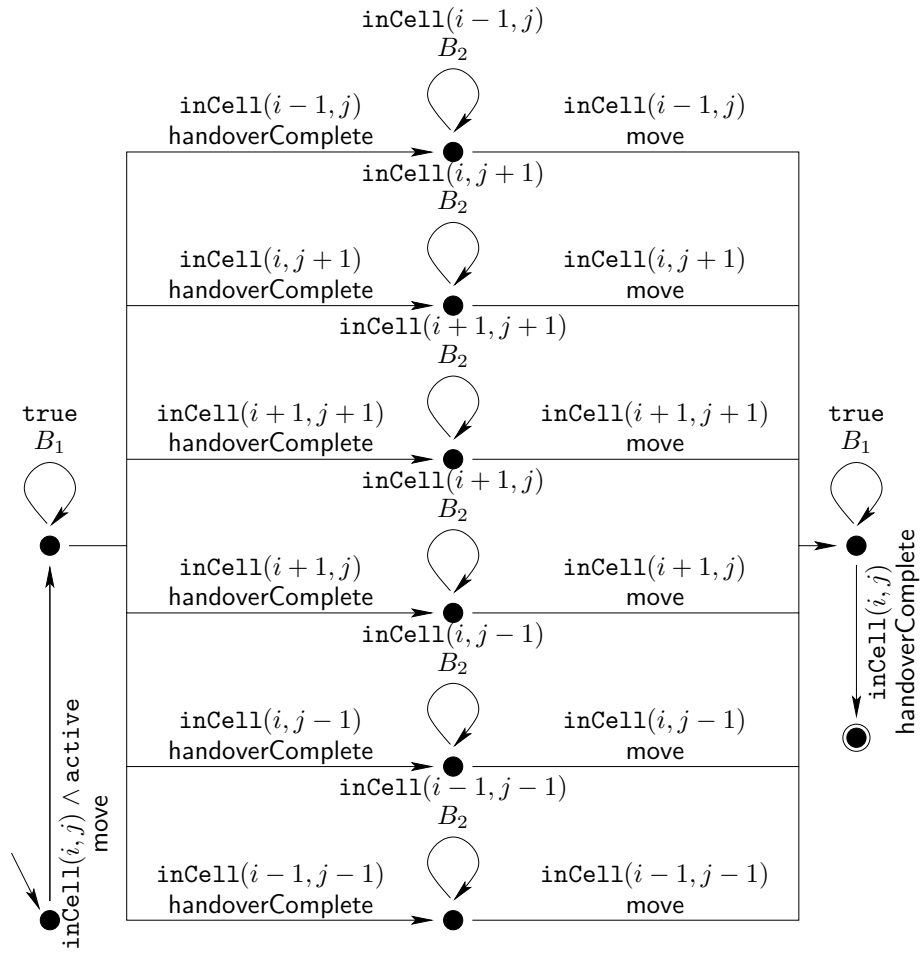 inCell(i − 1, j)
B₂
inCell(i − 1, j)
handoverComplete
inCell(i − 1, j)
move
inCell(i, j + 1)
B₂
inCell(i, j + 1)
handoverComplete
inCell(i, j + 1)
move
inCell(i + 1, j + 1)
B₂
true
B₁
inCell(i + 1, j + 1)
handoverComplete
inCell(i + 1, j + 1)
move
true
B₁
inCell(i + 1, j)
B₂
inCell(i + 1, j)
handoverComplete
inCell(i + 1, j)
move
inCell(i, j)
handoverComplete
inCell(i, j − 1)
B₂
inCell(i, j − 1)
handoverComplete
inCell(i, j − 1)
move
inCell(i, j) ∧ active
move
inCell(i − 1, j − 1)
B₂
inCell(i − 1, j − 1)
handoverComplete
inCell(i − 1, j − 1)
move